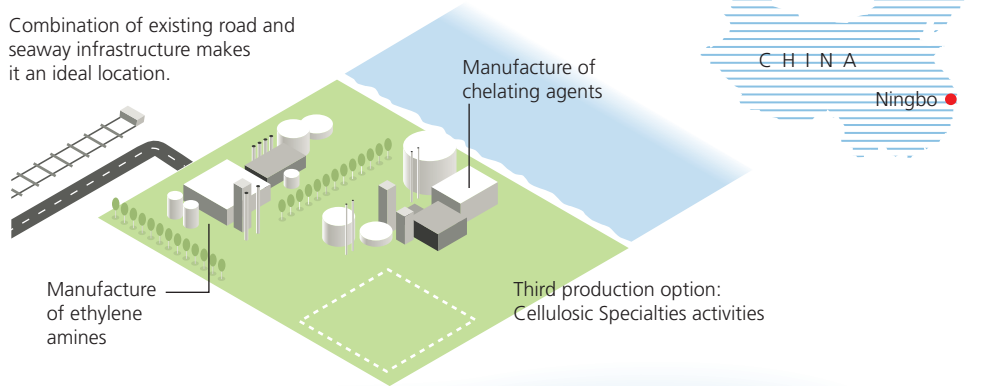 Combination of existing road and
seaway infrastructure makes
it an ideal location.
Manufacture of
chelating agents
C H I N A
Ningbo
Manufacture
of ethylene
amines
Third production option:
Cellulosic Specialties activities